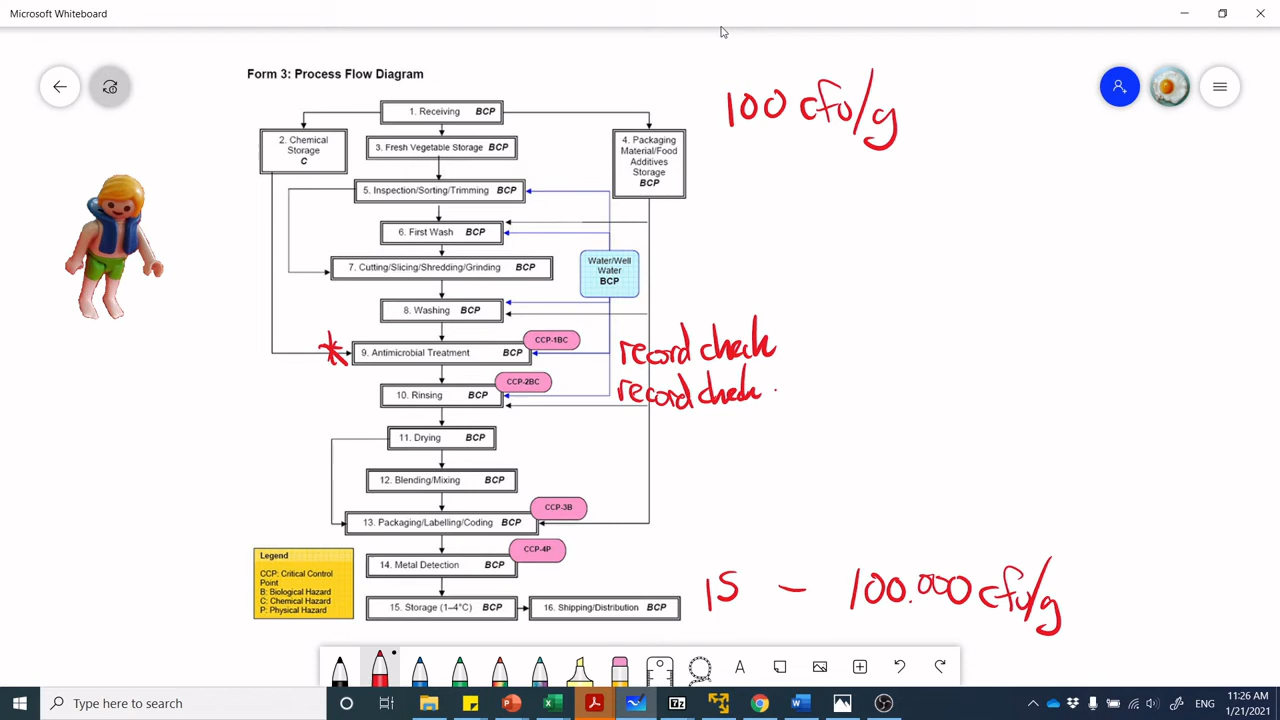 Microsoft Whiteboard
Form 3: Process Flow Diagram
100 cfu/g
1. Receiving BCP
2. Chemical
Storage
C
3. Fresh Vegetable Storage BCP
4. Packaging
Material/Food
Additives
Storage
BCP
5. Inspection/Sorting/Trimming BCP
6. First Wash BCP
Water/Well
Water
BCP
7. Cutting/Slicing/Shredding/Grinding BCP
8. Washing BCP
CCP-1BC
9. Antimicrobial Treatment BCP
record check
CCP-2BC
10. Rinsing BCP
record check
11. Drying BCP
12. Blending/Mixing BCP
CCP-3B
13. Packaging/Labelling/Coding BCP
CCP-4P
14. Metal Detection BCP
Legend
CCP: Critical Control
Point
B: Biological Hazard
C: Chemical Hazard
P: Physical Hazard
15. Storage (1–4°C) BCP
16. Shipping/Distribution BCP
15 – 100.000 cfu/g
A
Type here to search
ENG
11:26 AM
1/21/2021